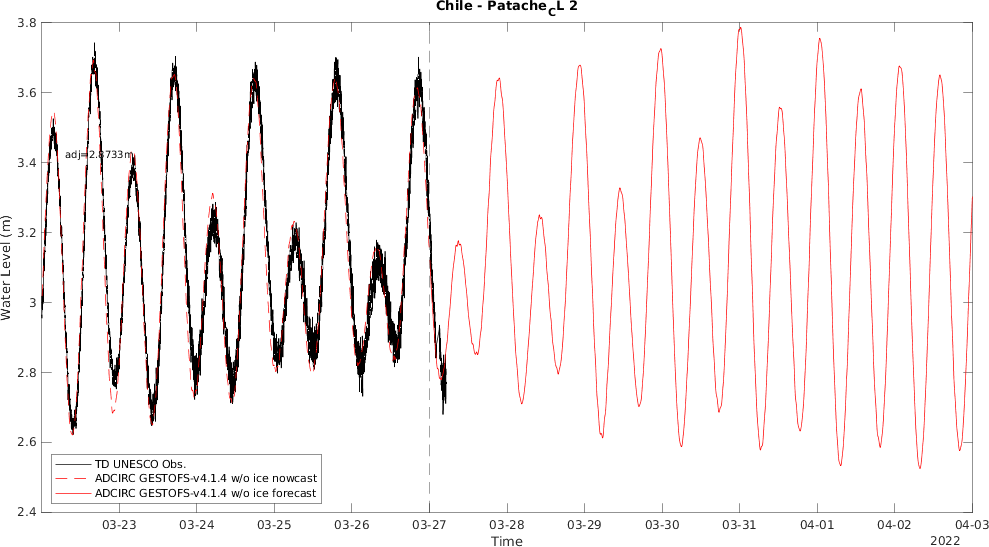 Chile - Patache_CL 2
3.8
3.6
3.4
3.2
3
2.8
2.6
2.4
Water Level (m)
adj=2.8733m
TD UNESCO Obs.
ADCIRC GESTOFS-v4.1.4 w/o ice nowcast
ADCIRC GESTOFS-v4.1.4 w/o ice forecast
03-23 03-24 03-25 03-26 03-27 03-28 03-29 03-30 03-31 04-01 04-02 04-03
Time
2022